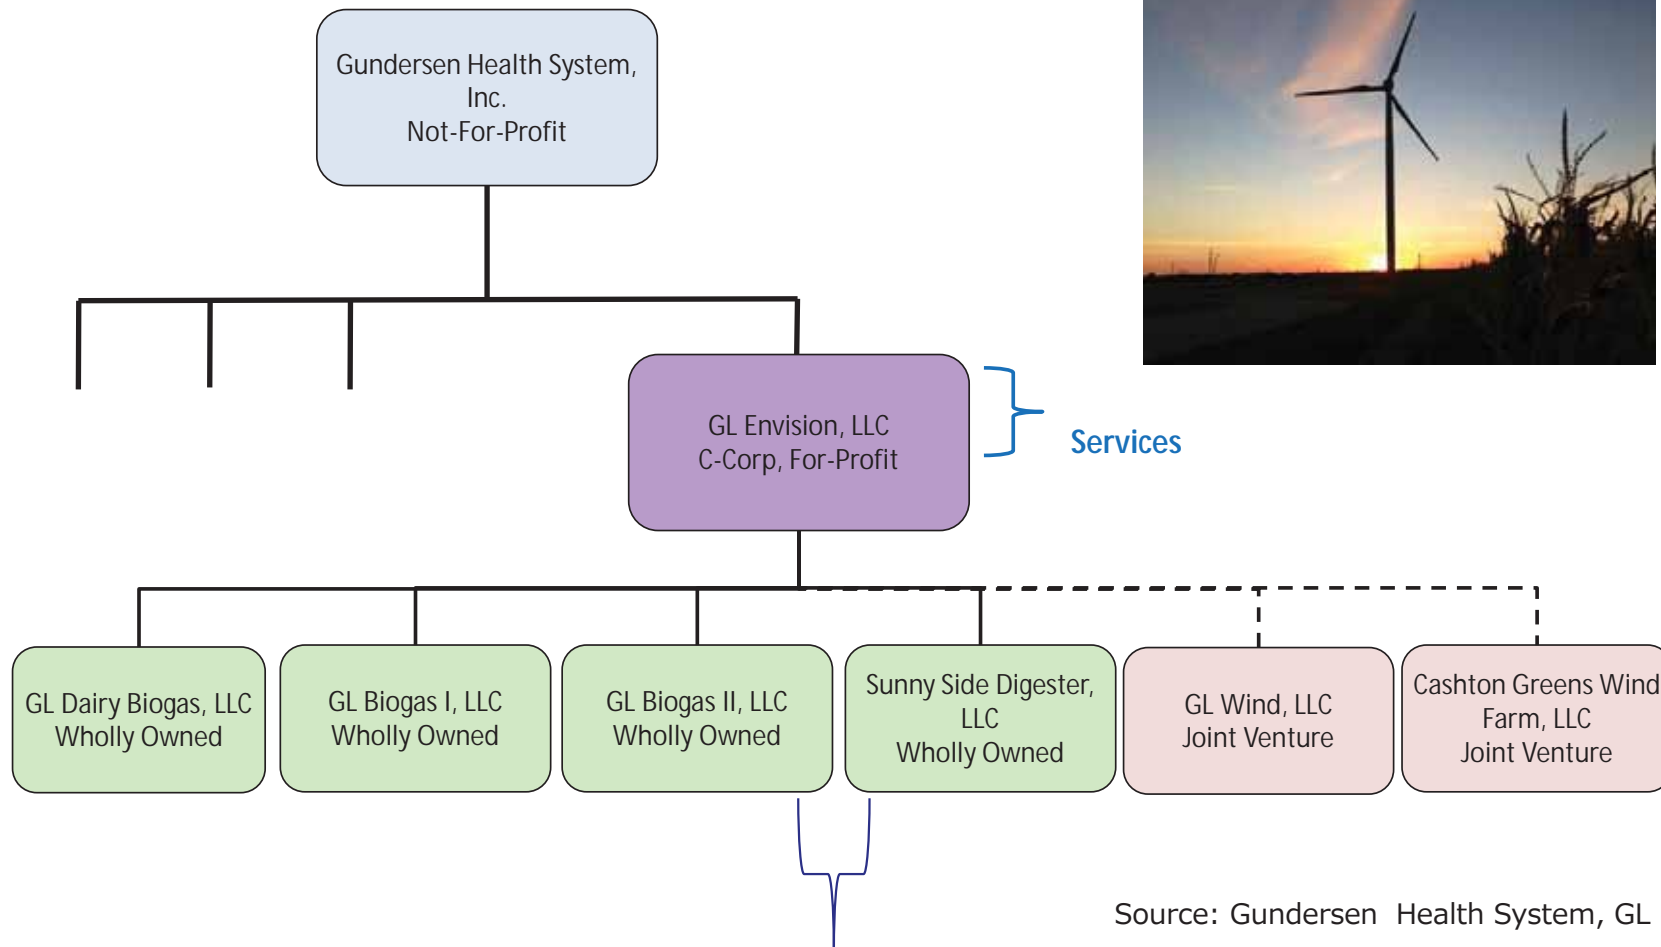 Gundersen Health System,
Inc.
Not-For-Profit
GL Envision, LLC
C-Corp, For-Profit
Services
GL Dairy Biogas, LLC
Wholly Owned
GL Biogas I, LLC
Wholly Owned
GL Biogas II, LLC
Wholly Owned
Sunny Side Digester,
LLC
Wholly Owned
GL Wind, LLC
Joint Venture
Cashton Greens Wind
Farm, LLC
Joint Venture
Source: Gundersen Health System, GL